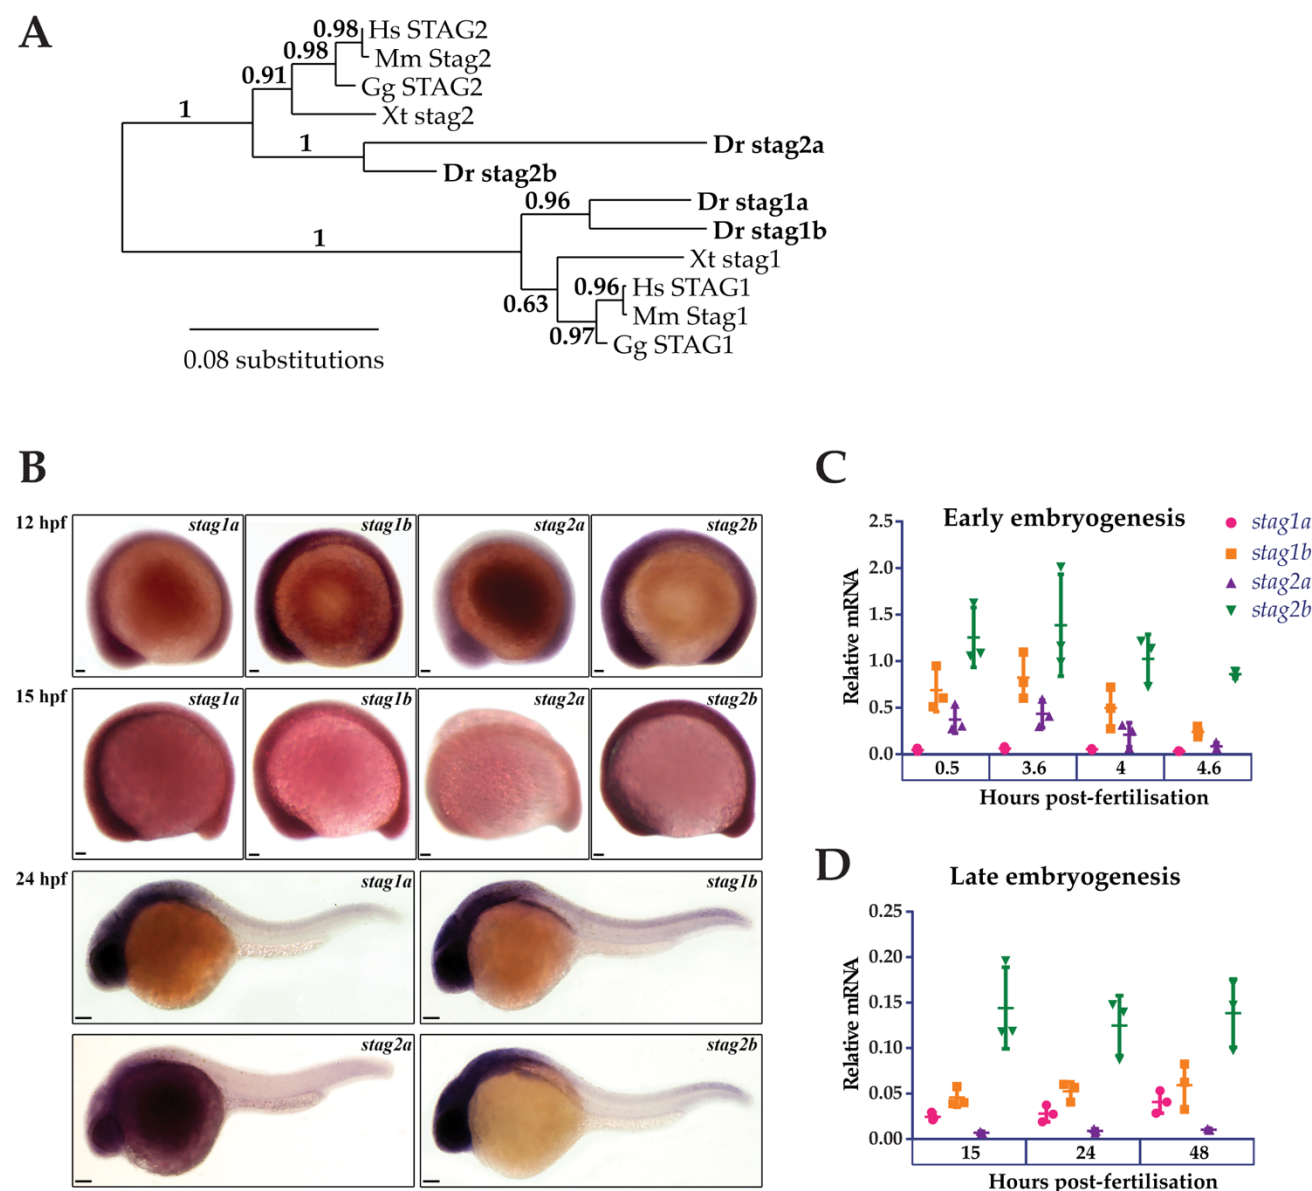 A
0.98 Hs STAG2
0.98 Mm Stag2
0.91 Gg STAG2
1 Xt stag2
1 Dr stag2a
Dr stag2b
0.96 Dr stag1a
Dr stag1b
1 Xt stag1
0.96 Hs STAG1
0.63 Mm Stag1
0.97 Gg STAG1
0.08 substitutions
B
12 hpf stag1a stag1b stag2a stag2b
15 hpf stag1a stag1b stag2a stag2b
24 hpf stag1a stag1b
stag2a stag2b
C
Early embryogenesis
stag1a
stag1b
stag2a
stag2b
Relative mRNA
2.5
2.0
1.5
1.0
0.5
0.0
0.5 3.6 4 4.6
Hours post-fertilisation
D
Late embryogenesis
Relative mRNA
0.25
0.20
0.15
0.10
0.05
0.00
15 24 48
Hours post-fertilisation